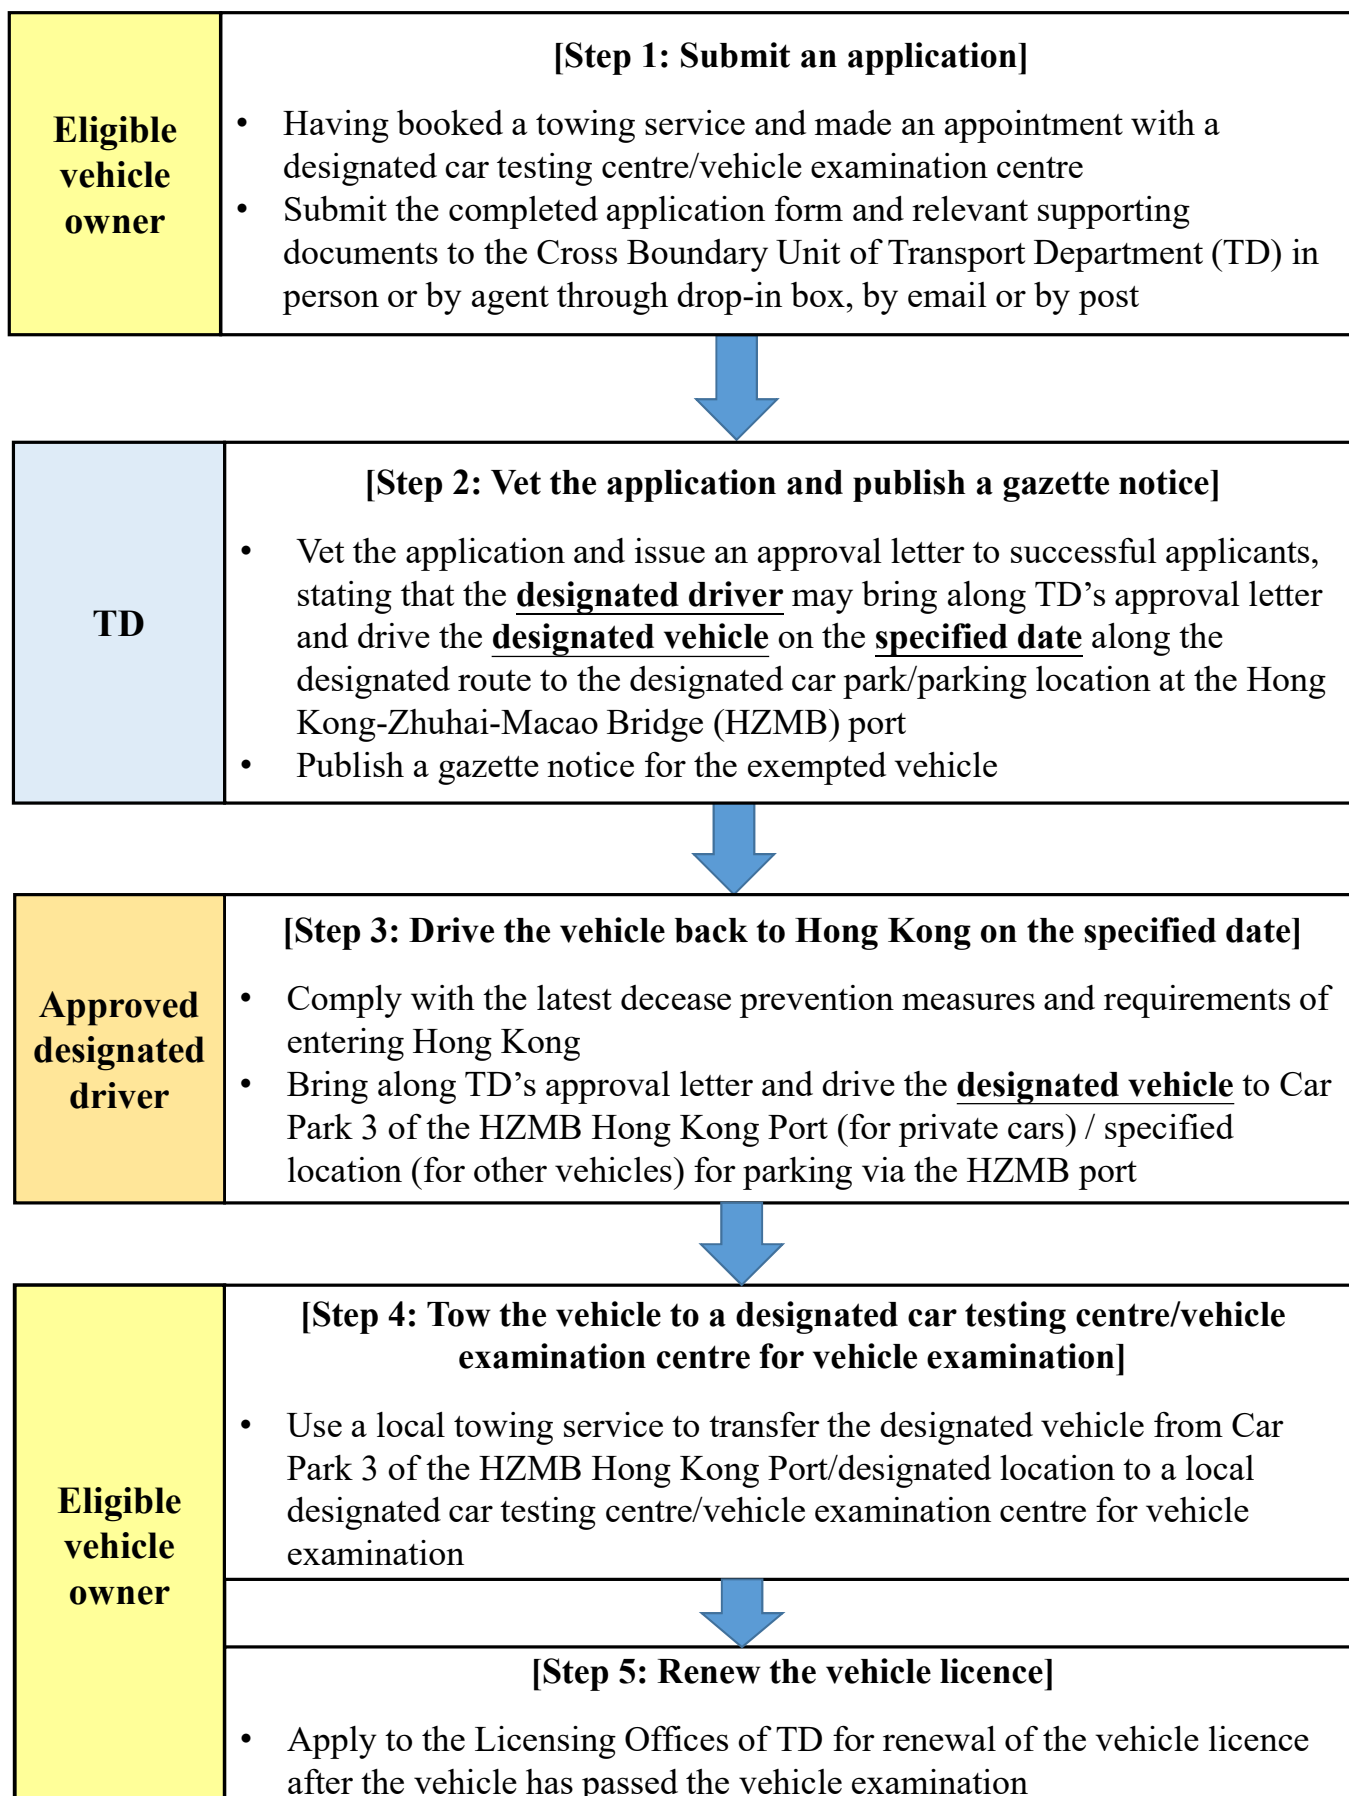 [Step 1: Submit an application]
Eligible
vehicle
owner
• Having booked a towing service and made an appointment with a
designated car testing centre/vehicle examination centre
• Submit the completed application form and relevant supporting
documents to the Cross Boundary Unit of Transport Department (TD) in
person or by agent through drop-in box, by email or by post
[Step 2: Vet the application and publish a gazette notice]
TD
• Vet the application and issue an approval letter to successful applicants,
stating that the designated driver may bring along TD’s approval letter
and drive the designated vehicle on the specified date along the
designated route to the designated car park/parking location at the Hong
Kong-Zhuhai-Macao Bridge (HZMB) port
• Publish a gazette notice for the exempted vehicle
[Step 3: Drive the vehicle back to Hong Kong on the specified date]
Approved
designated
driver
• Comply with the latest decease prevention measures and requirements of
entering Hong Kong
• Bring along TD’s approval letter and drive the designated vehicle to Car
Park 3 of the HZMB Hong Kong Port (for private cars) / specified
location (for other vehicles) for parking via the HZMB port
[Step 4: Tow the vehicle to a designated car testing centre/vehicle
examination centre for vehicle examination]
Eligible
vehicle
owner
• Use a local towing service to transfer the designated vehicle from Car
Park 3 of the HZMB Hong Kong Port/designated location to a local
designated car testing centre/vehicle examination centre for vehicle
examination
[Step 5: Renew the vehicle licence]
• Apply to the Licensing Offices of TD for renewal of the vehicle licence
after the vehicle has passed the vehicle examination